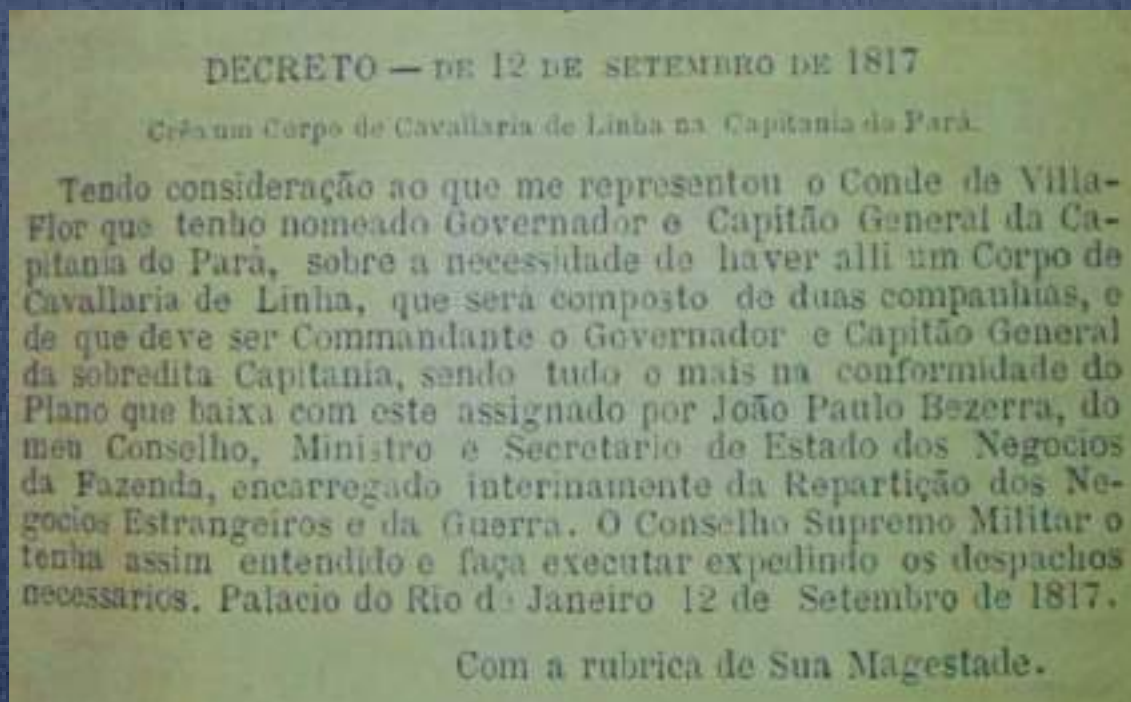 DECRETO — DE 12 DE SETEMBRO DE 1817
Crêa um Corpo de Cavallaria de Linha na Capitania do Pará.
Tendo consideração ao que me representou o Conde de Villa-
Flor que tenho nomeado Governador e Capitão General da Ca-
pitania do Pará, sobre a necessidade de haver alli um Corpo de
Cavallaria de Linha, que será composto de duas companhias, e
de que deve ser Commandante o Governador e Capitão General
da sobredita Capitania, sendo tudo o mais na conformidade do
Plano que baixa com este assignado por João Paulo Bezerra, do
meu Conselho, Ministro e Secretario de Estado dos Negocios
da Fazenda, encarregado interinamente da Repartição dos Ne-
gocios Estrangeiros e da Guerra. O Conselho Supremo Militar o
tenha assim entendido e faça executar expedindo os despachos
necessarios. Palacio do Rio de Janeiro 12 de Setembro de 1817.
Com a rubrica de Sua Magestade.